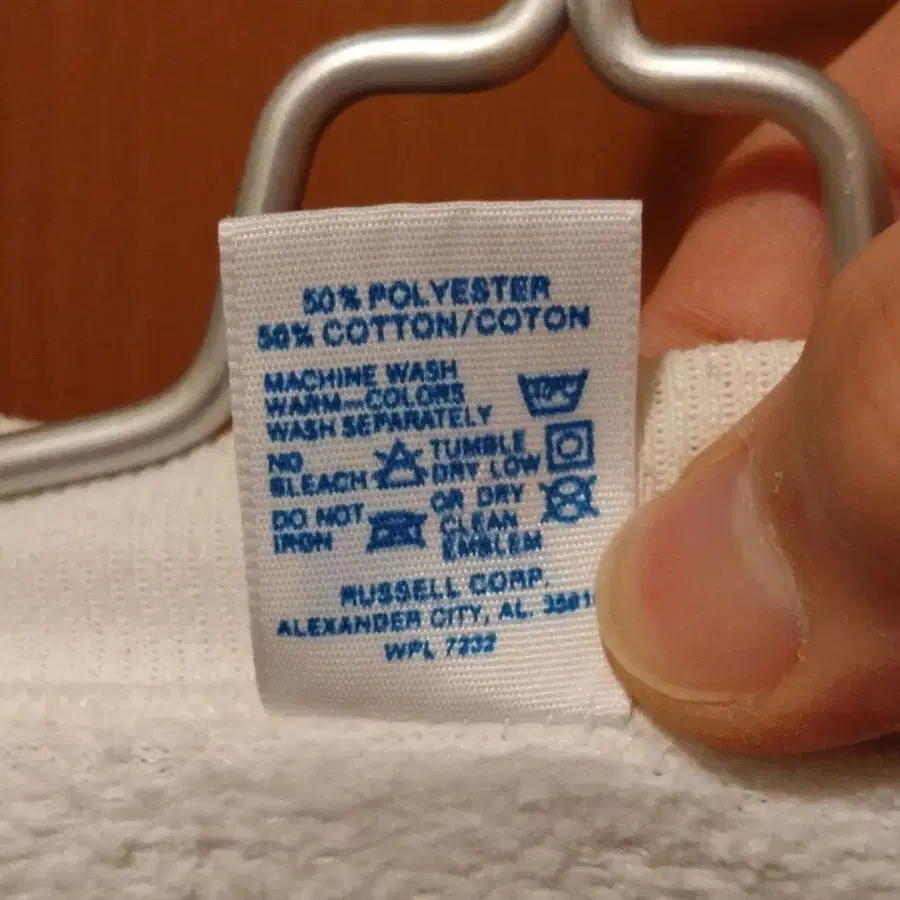 50% POLYESTER
50% COTTON/COTON
MACHINE WASH
WARM—COLORS
WASH SEPARATELY
NO
BLEACH
TUMBLE
DRY LOW
DO NOT
IRON
OR DRY
CLEAN
EMBLEM
RUSSELL CORP.
ALEXANDER CITY, AL.
WPL 7232